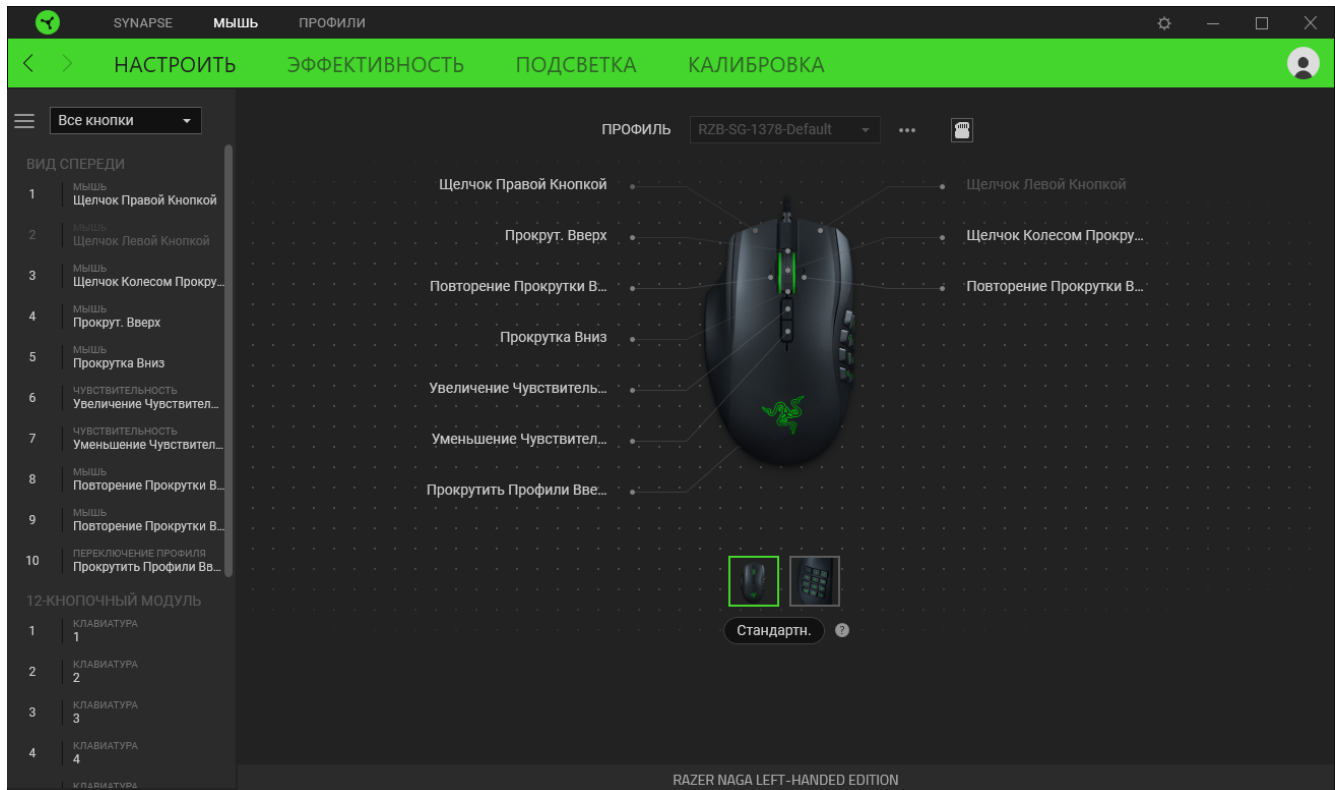 SYNAPSE МЫШЬ ПРОФИЛИ
НАСТРОИТЬ ЭФФЕКТИВНОСТЬ ПОДСВЕТКА КАЛИБРОВКА
Все кнопки
ПРОФИЛЬ RZB-SG-1378-Default
ВИД СПЕРЕДИ
1 МЫШЬ
Щелчок Правой Кнопкой
2 МЫШЬ
Щелчок Левой Кнопкой
3 МЫШЬ
Щелчок Колесом Прокру...
4 МЫШЬ
Прокрут. Вверх
5 МЫШЬ
Прокрутка Вниз
6 ЧУВСТВИТЕЛЬНОСТЬ
Увеличение Чувствител...
7 ЧУВСТВИТЕЛЬНОСТЬ
Уменьшение Чувствител...
8 МЫШЬ
Повторение Прокрутки В...
9 МЫШЬ
Повторение Прокрутки В...
10 ПЕРЕКЛЮЧЕНИЕ ПРОФИЛЯ
Прокрутить Профили Вв...
12-КНОПОЧНЫЙ МОДУЛЬ
1 КЛАВИАТУРА
1
2 КЛАВИАТУРА
2
3 КЛАВИАТУРА
3
4 КЛАВИАТУРА
4
КЛАВИАТУРА
Щелчок Правой Кнопкой
Прокрут. Вверх
Повторение Прокрутки В...
Прокрутка Вниз
Увеличение Чувствитель...
Уменьшение Чувствител...
Прокрутить Профили Вве...
Щелчок Левой Кнопкой
Щелчок Колесом Прокру...
Повторение Прокрутки В...
Стандартн. ?
RAZER NAGA LEFT-HANDED EDITION